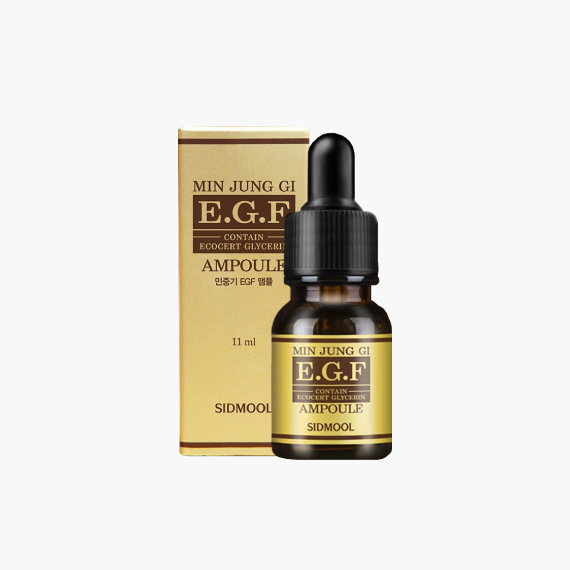 MIN JUNG GI
E.G.F
CONTAIN
ECOCERT GLYCERIN
AMPOULE
민중기 EGF 앰플
11 ml
SIDMOOL
MIN JUNG GI
E.G.F
CONTAIN
ECOCERT GLYCERIN
AMPOULE
SIDMOOL